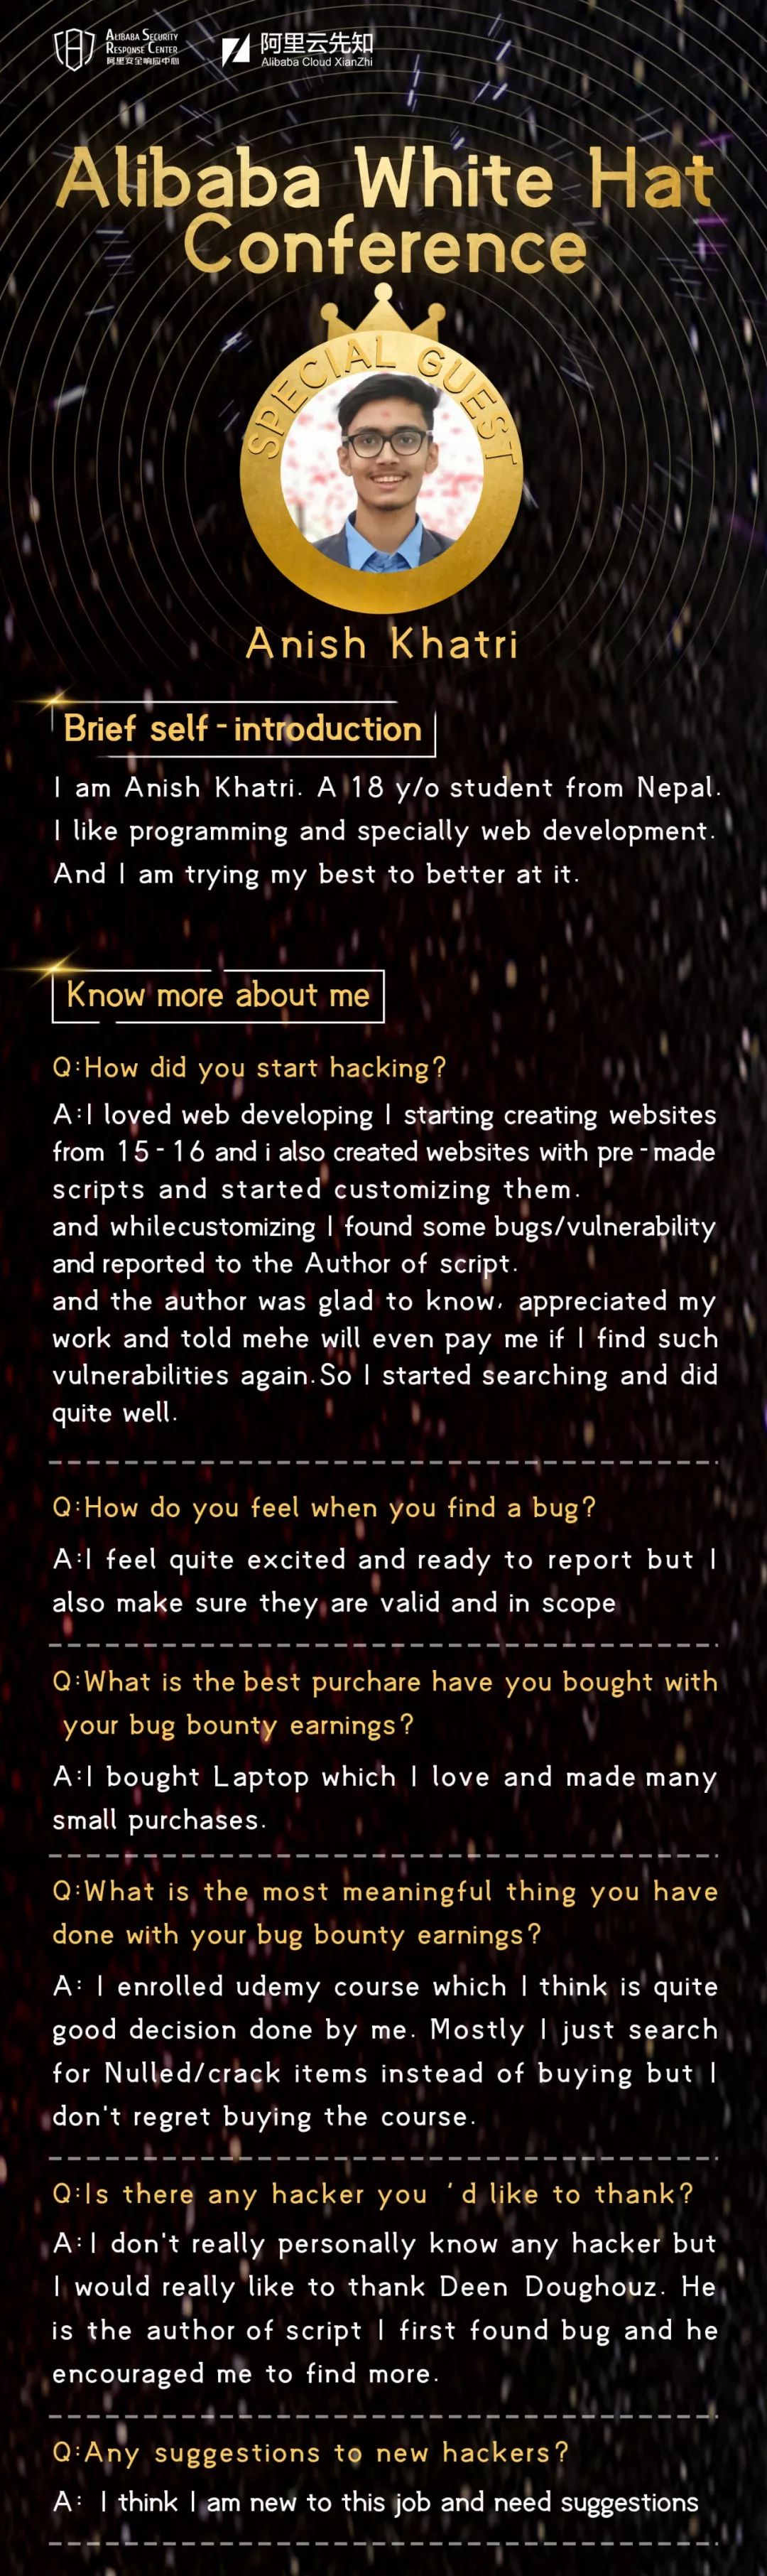 ALIBABA SECURITY
RESPONSE CENTER
阿里安全响应中心
阿里云先知
Alibaba Cloud XianZhi
Alibaba White Hat
Conference
SPECIAL GUEST
Anish Khatri
Brief self-introduction
I am Anish Khatri. A 18 y/o student from Nepal.
I like programming and specially web development.
And I am trying my best to better at it.
Know more about me
Q:How did you start hacking?
A:I loved web developing I starting creating websites
from 15-16 and i also created websites with pre-made
scripts and started customizing them.
and whilecustomizing I found some bugs/vulnerability
and reported to the Author of script.
and the author was glad to know, appreciated my
work and told mehe will even pay me if I find such
vulnerabilities again.So I started searching and did
quite well.
Q:How do you feel when you find a bug?
A:I feel quite excited and ready to report but I
also make sure they are valid and in scope
Q:What is the best purchare have you bought with
your bug bounty earnings?
A:I bought Laptop which I love and made many
small purchases.
Q:What is the most meaningful thing you have
done with your bug bounty earnings?
A: I enrolled udemy course which I think is quite
good decision done by me. Mostly I just search
for Nulled/crack items instead of buying but I
don't regret buying the course.
Q:Is there any hacker you 'd like to thank?
A:I don't really personally know any hacker but
I would really like to thank Deen Doughouz. He
is the author of script I first found bug and he
encouraged me to find more.
Q:Any suggestions to new hackers?
A: I think I am new to this job and need suggestions